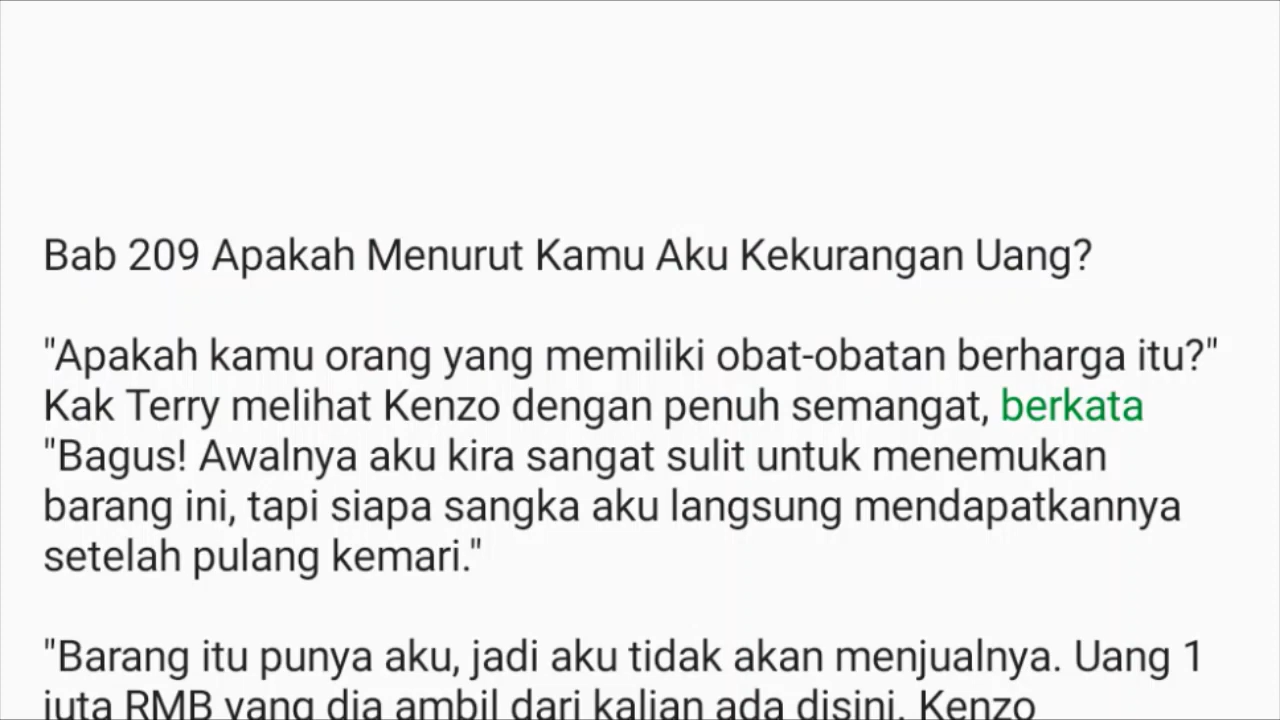 Bab 209 Apakah Menurut Kamu Aku Kekurangan Uang?
"Apakah kamu orang yang memiliki obat-obatan berharga itu?"
Kak Terry melihat Kenzo dengan penuh semangat, berkata
"Bagus! Awalnya aku kira sangat sulit untuk menemukan
barang ini, tapi siapa sangka aku langsung mendapatkannya
setelah pulang kemari."
"Barang itu punya aku, jadi aku tidak akan menjualnya. Uang 1
juta RMB yang dia ambil dari kalian ada disini. Kenzo